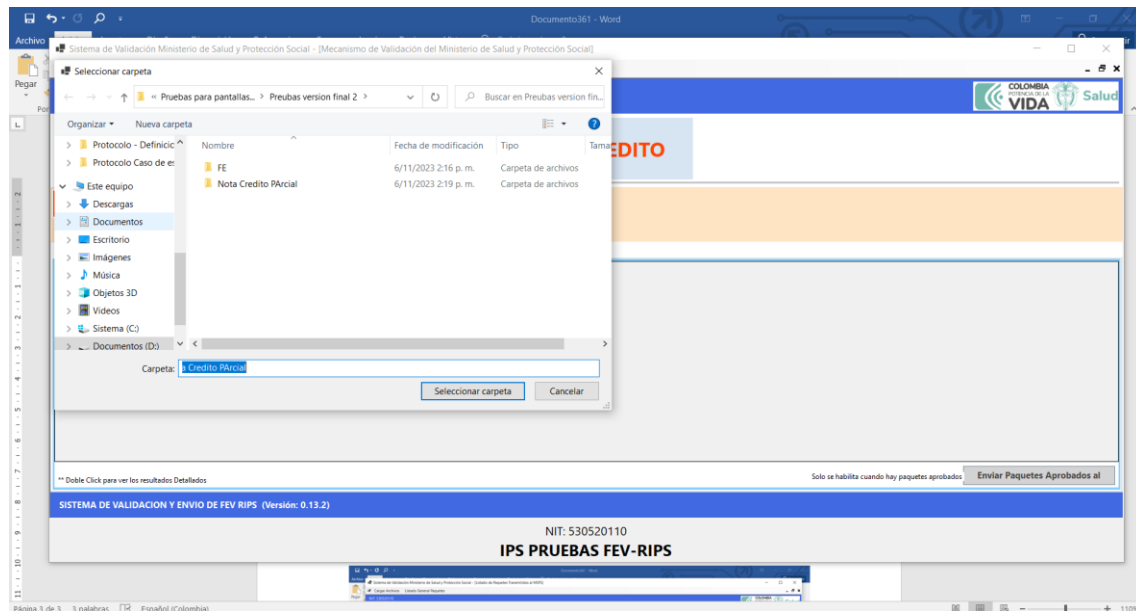 Documento361 - Word
Archivo
Sistema de Validación Ministerio de Salud y Protección Social - [Mecanismo de Validación del Ministerio de Salud y Protección Social]
Pegar
Seleccionar carpeta
« Pruebas para pantallas... > Preubas version final 2 >
Buscar en Preubas version fin...
COLOMBIA
POTENCIA DE LA
VIDA
Salud
Organizar
Nueva carpeta
Protocolo - Definicic
Protocolo Caso de es
Este equipo
Descargas
Documentos
Escritorio
Imágenes
Música
Objetos 3D
Videos
Sistema (C:)
Documentos (D:)
Nombre
Fecha de modificación
Tipo
Tama
FE
6/11/2023 2:16 p. m.
Carpeta de archivos
Nota Credito PArcial
6/11/2023 2:19 p. m.
Carpeta de archivos
EDITO
Carpeta:
a Credito PArcial
Seleccionar carpeta
Cancelar
** Doble Click para ver los resultados Detallados
Solo se habilita cuando hay paquetes aprobados
Enviar Paquetes Aprobados al
SISTEMA DE VALIDACION Y ENVIO DE FEV RIPS (Versión: 0.13.2)
NIT: 530520110
IPS PRUEBAS FEV-RIPS
Página 3 de 3
3 palabras
Español (Colombia)